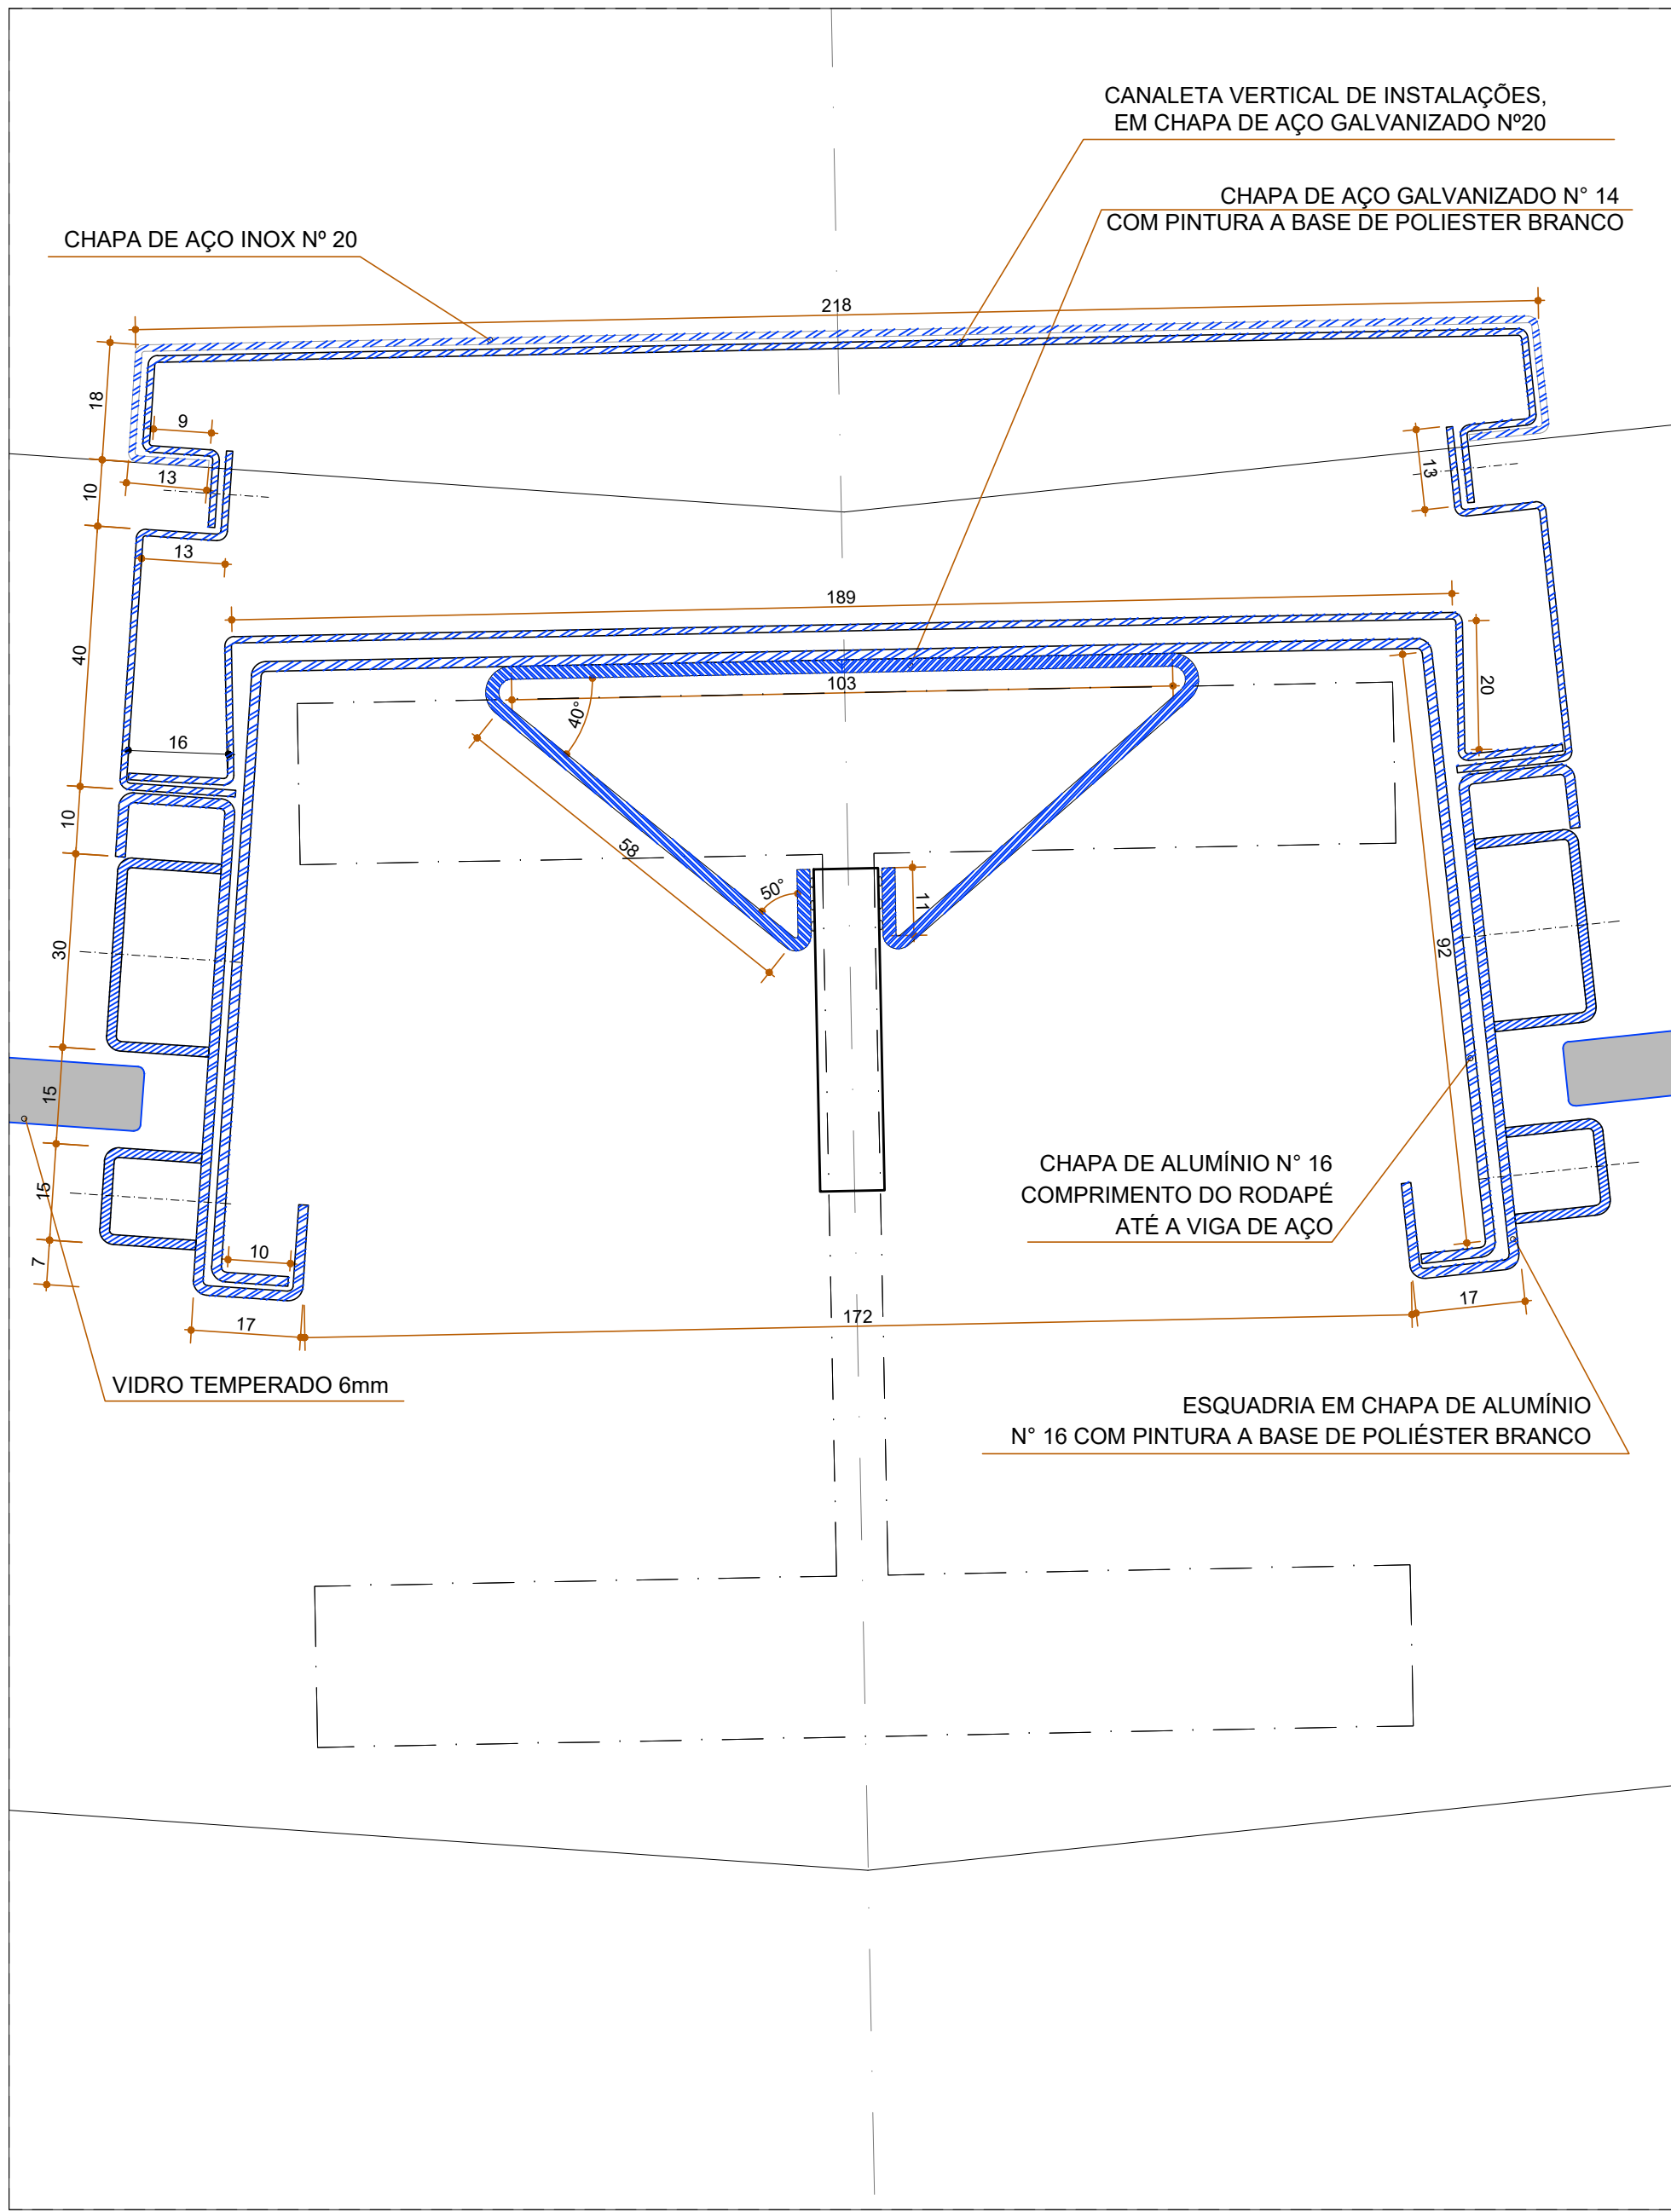 CANALETA VERTICAL DE INSTALAÇÕES,
EM CHAPA DE AÇO GALVANIZADO Nº20
CHAPA DE AÇO GALVANIZADO N° 14
COM PINTURA A BASE DE POLIESTER BRANCO
CHAPA DE AÇO INOX Nº 20
218
18
9
13
10
13
13
40
189
20
103
40°
16
10
58
50°
11
30
92
15
15
7
10
CHAPA DE ALUMÍNIO N° 16
COMPRIMENTO DO RODAPÉ
ATÉ A VIGA DE AÇO
17
172
17
VIDRO TEMPERADO 6mm
ESQUADRIA EM CHAPA DE ALUMÍNIO
N° 16 COM PINTURA A BASE DE POLIÉSTER BRANCO